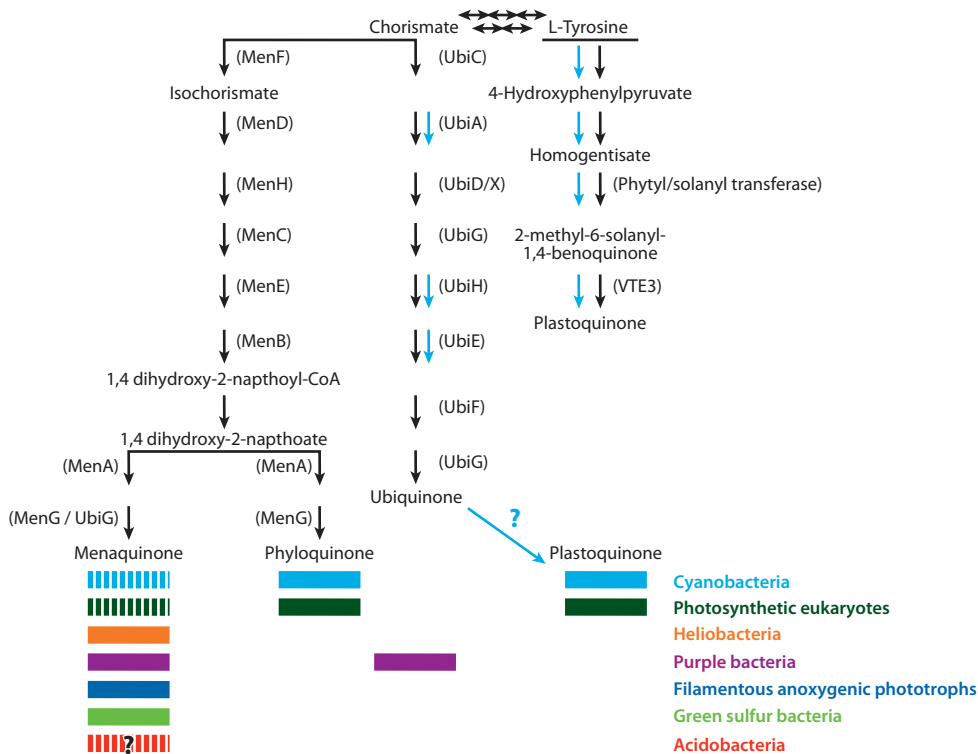 Chorismate
L-Tyrosine
(MenF)
(UbiC)
Isochorismate
4-Hydroxyphenylpyruvate
(MenD)
(UbiA)
Homogentisate
(MenH)
(UbiD/X)
(Phytyl/solanyl transferase)
(MenC)
(UbiG)
2-methyl-6-solanyl-
1,4-benoquinone
(MenE)
(UbiH)
(VTE3)
Plastoquinone
(MenB)
(UbiE)
1,4 dihydroxy-2-napthoyl-CoA
(UbiF)
1,4 dihydroxy-2-napthoate
(MenA)
(MenA)
(UbiG)
Ubiquinone
(MenG / UbiG)
(MenG)
?
Menaquinone
Phyloquinone
Plastoquinone
Cyanobacteria
Photosynthetic eukaryotes
Heliobacteria
Purple bacteria
Filamentous anoxygenic phototrophs
Green sulfur bacteria
?
Acidobacteria